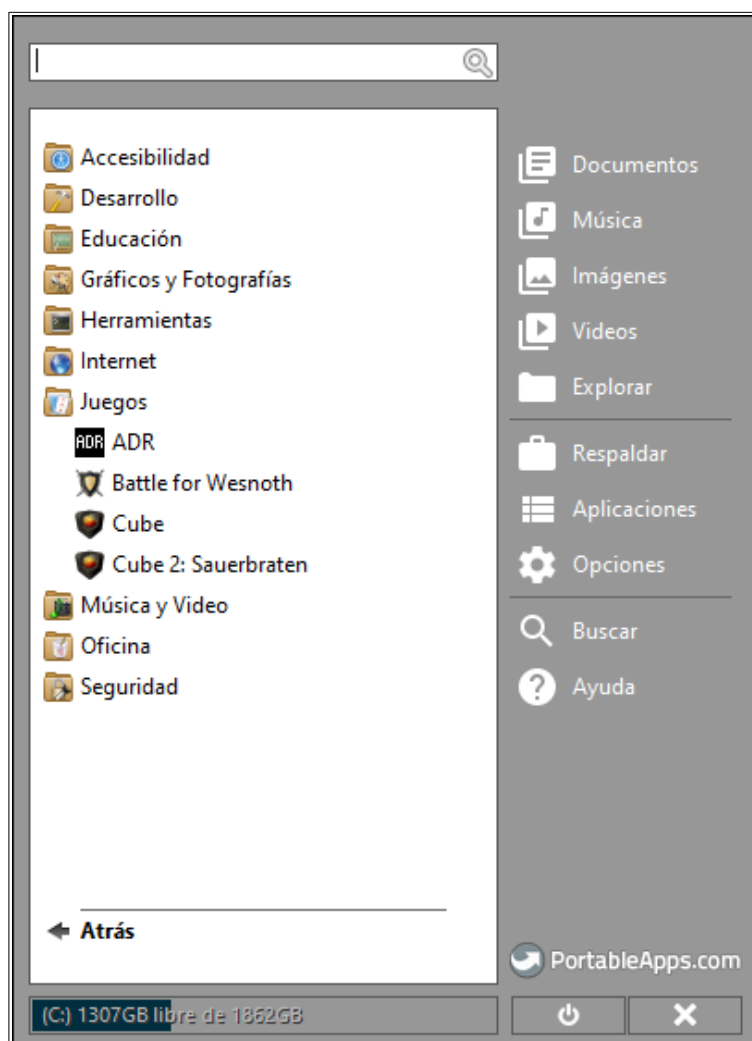 Accesibilidad
Desarrollo
Educación
Gráficos y Fotografías
Herramientas
Internet
Juegos
ADR ADR
Battle for Wesnoth
Cube
Cube 2: Sauerbraten
Música y Video
Oficina
Seguridad
Atrás
(C:) 1307GB libre de 1862GB
Documentos
Música
Imágenes
Videos
Explorar
Respaldar
Aplicaciones
Opciones
Buscar
Ayuda
PortableApps.com